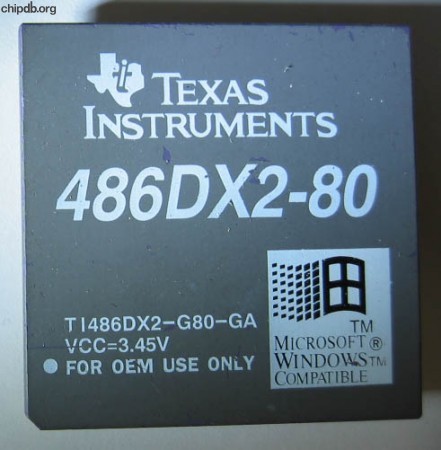 chipdb.org
TEXAS
INSTRUMENTS
486DX2-80
TI486DX2-G80-GA
VCC=3.45V
FOR OEM USE ONLY
TM
MICROSOFT®
WINDOWS™
COMPATIBLE